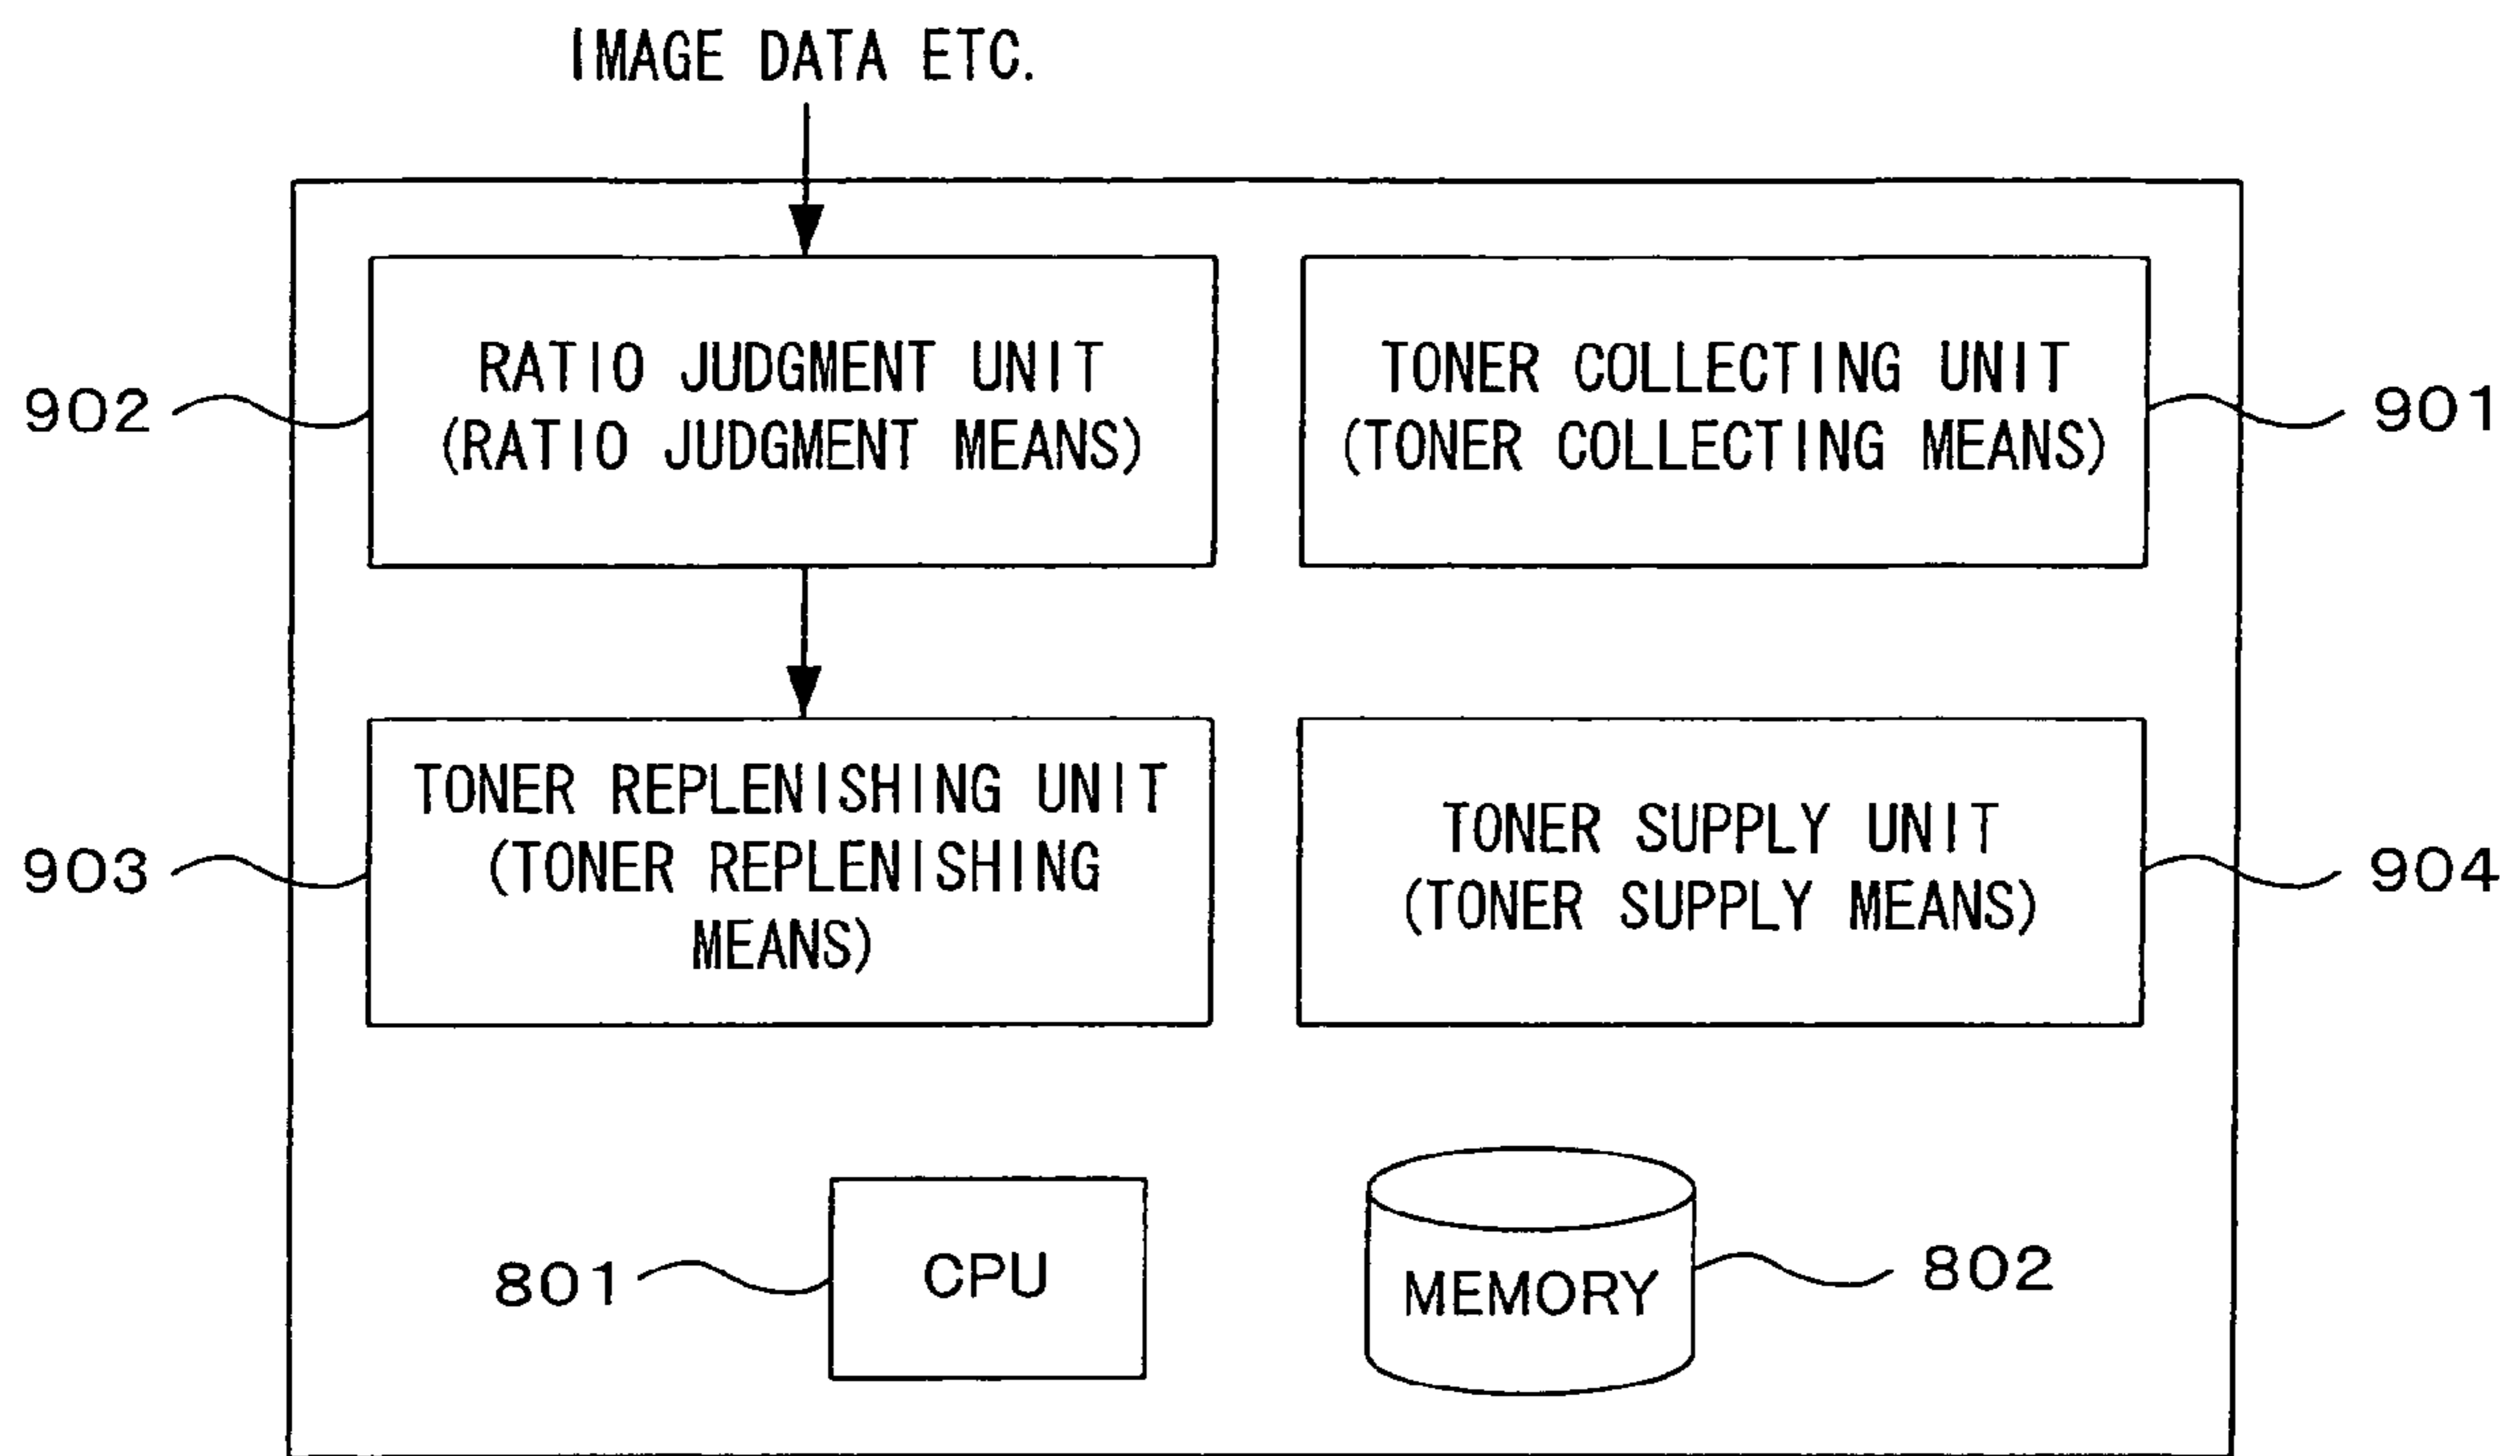 IMAGE DATA ETC.
RATIO JUDGMENT UNIT
(RATIO JUDGMENT MEANS)
902
TONER COLLECTING UNIT
(TONER COLLECTING MEANS)
901
TONER REPLENISHING UNIT
(TONER REPLENISHING
MEANS)
903
TONER SUPPLY UNIT
(TONER SUPPLY MEANS)
904
801
CPU
MEMORY
802